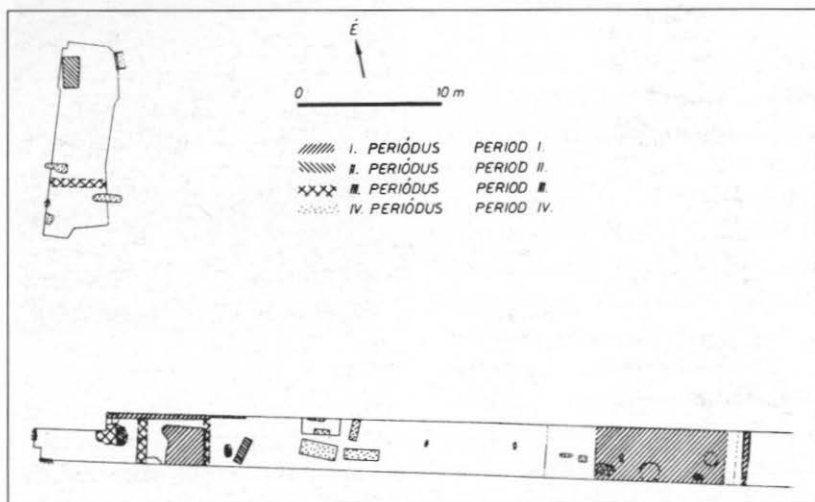 É
0 10 m
I. PERIÓDUS PERIOD I.
II. PERIÓDUS PERIOD II.
III. PERIÓDUS PERIOD III.
IV. PERIÓDUS PERIOD IV.